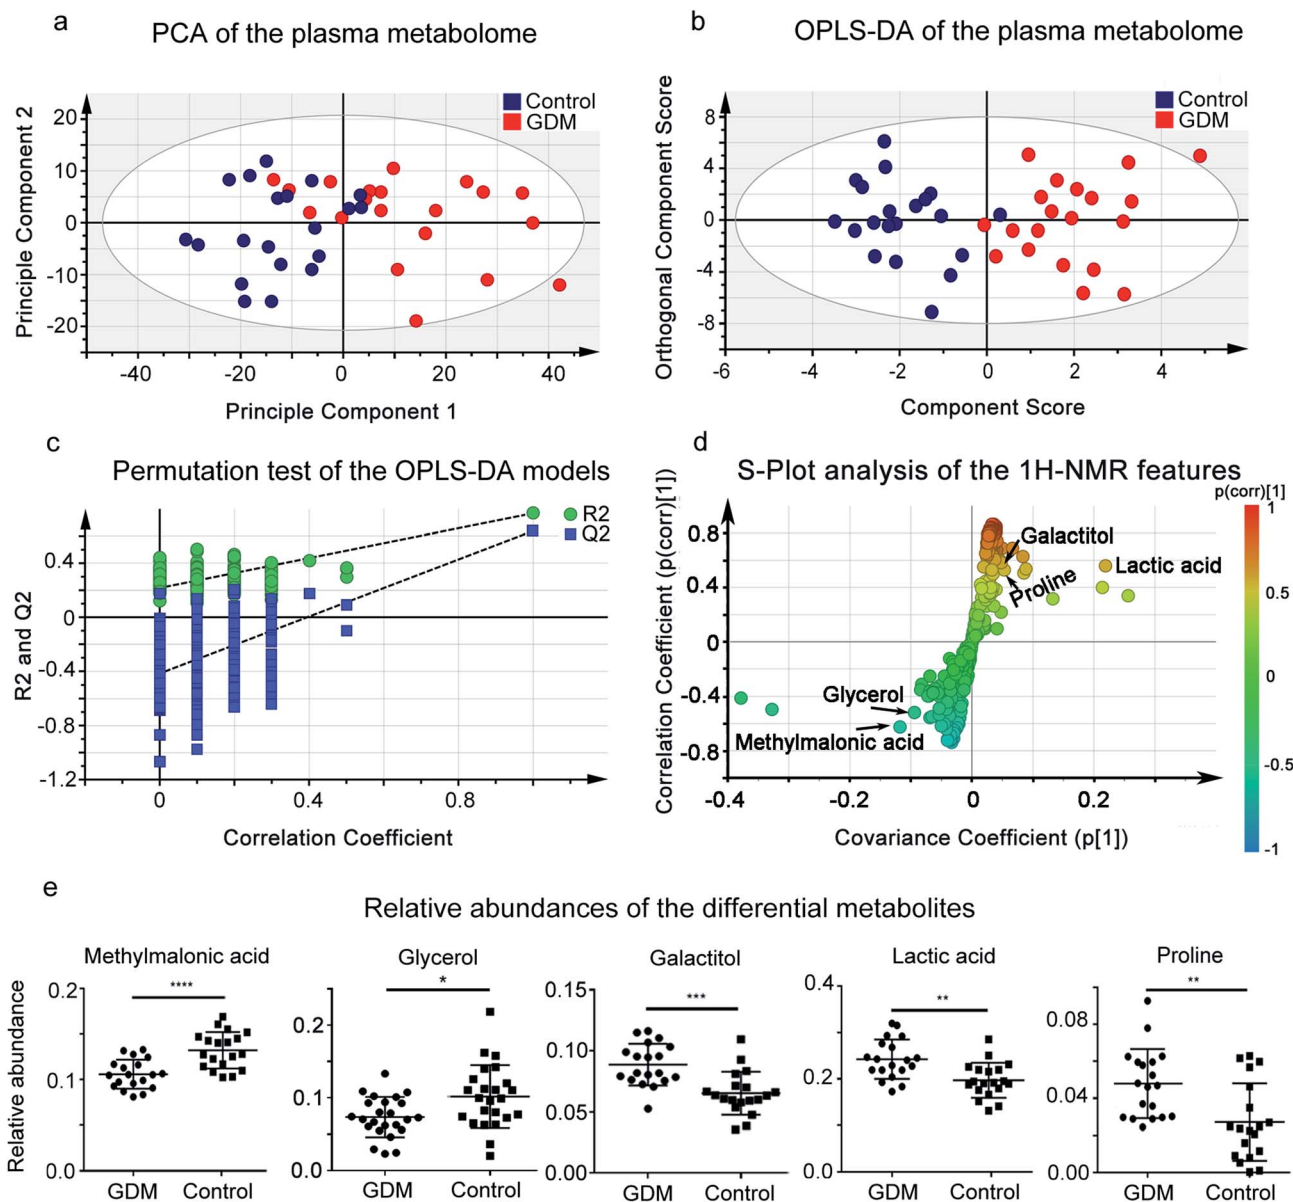 a
PCA of the plasma metabolome
Control
GDM
Principle Component 2
20
10
0
-10
-20
-40
-20
0
20
40
Principle Component 1
b
OPLS-DA of the plasma metabolome
Control
GDM
Orthogonal Component Score
8
4
0
-4
-8
-6
-4
-2
0
2
4
6
Component Score
c
Permutation test of the OPLS-DA models
R2
Q2
R2 and Q2
0.4
0
-0.4
-0.8
-1.2
0
0.4
0.8
Correlation Coefficient
d
S-Plot analysis of the 1H-NMR features
p(corr)[1]
1
0.5
0
-0.5
-1
Correlation Coefficient (p(corr)[1])
0.8
0.4
0
-0.4
-0.8
Galactitol
Lactic acid
Proline
Glycerol
Methylmalonic acid
-0.4
-0.2
0
0.2
Covariance Coefficient (p[1])
e
Relative abundances of the differential metabolites
Relative abundance
Methylmalonic acid
****
0.2
0.1
0.0
GDM
Control
Glycerol
*
0.2
0.1
0.0
GDM
Control
Galactitol
***
0.15
0.10
0.05
0.00
GDM
Control
Lactic acid
**
0.4
0.2
0.0
GDM
Control
Proline
**
0.08
0.04
0.00
GDM
Control